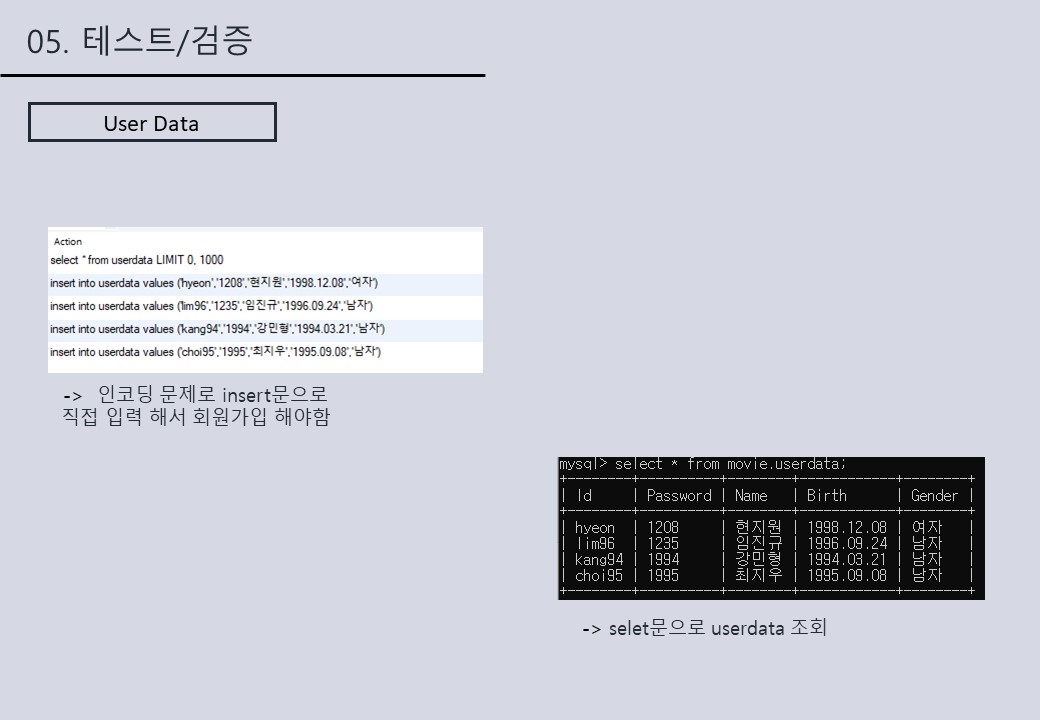 05. 테스트/검증
User Data
Action
select * from userdata LIMIT 0, 1000
insert into userdata values ('hyeon','1208','현지원','1998.12.08','여자')
insert into userdata values ('lim96','1235','임진규','1996.09.24','남자')
insert into userdata values ('kang94','1994','강민형','1994.03.21','남자')
insert into userdata values ('choi95','1995','최지우','1995.09.08','남자')
-> 인코딩 문제로 insert문으로
직접 입력 해서 회원가입 해야함
mysql> select * from movie.userdata;
+--------+----------+--------+------------+--------+
| Id | Password | Name | Birth | Gender |
+--------+----------+--------+------------+--------+
| hyeon | 1208 | 현지원 | 1998.12.08 | 여자 |
| lim96 | 1235 | 임진규 | 1996.09.24 | 남자 |
| kang94 | 1994 | 강민형 | 1994.03.21 | 남자 |
| choi95 | 1995 | 최지우 | 1995.09.08 | 남자 |
+--------+----------+--------+------------+--------+
-> selet문으로 userdata 조회